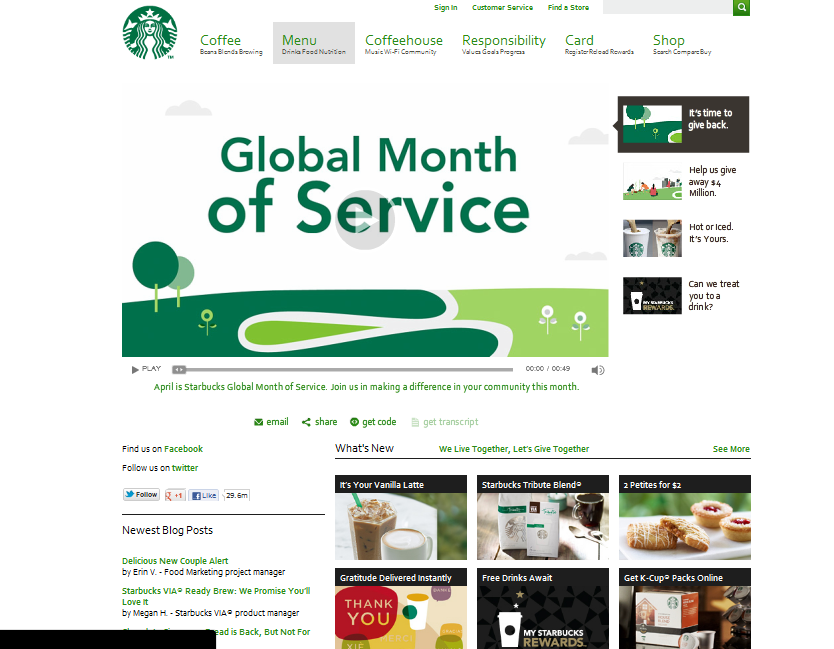 Sign In Customer Service Find a Store
Coffee Menu Coffeehouse Responsibility Card Shop
Beans Blends Brewing Drinks Food Nutrition Music Wi-Fi Community Values Goals Progress Register Reload Rewards Search Compare Buy
Global Month
of Service
It's time to
give back.
Help us give
away $4
Million.
Hot or Iced.
It's Yours.
MY STARBUCKS
REWARDS
Can we treat
you to a
drink?
PLAY 00:00 / 00:49
April is Starbucks Global Month of Service. Join us in making a difference in your community this month.
email share get code get transcript
Find us on Facebook
Follow us on twitter
Follow +1 Like 29.6m
Newest Blog Posts
Delicious New Couple Alert
by Erin V. - Food Marketing project manager
Starbucks VIA® Ready Brew: We Promise You'll
Love It
by Megan H. - Starbucks VIA® product manager
is Back, But Not For
What's New We Live Together, Let's Give Together See More
It's Your Vanilla Latte Starbucks Tribute Blend® 2 Petites for $2
Gratitude Delivered Instantly Free Drinks Await Get K-Cup® Packs Online
THANK
YOU
MERCI
MY STARBUCKS
REWARDS